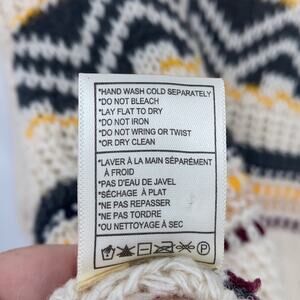 *HAND WASH COLD SEPARATELY
*DO NOT BLEACH
*LAY FLAT TO DRY
*DO NOT IRON
*DO NOT WRING OR TWIST
*OR DRY CLEAN
*LAVER À LA MAIN SÉPARÉMENT
À FROID
*PAS D'EAU DE JAVEL
*SÉCHAGE À PLAT
*NE PAS REPASSER
*NE PAS TORDRE
*OU NETTOYAGE À SEC
P